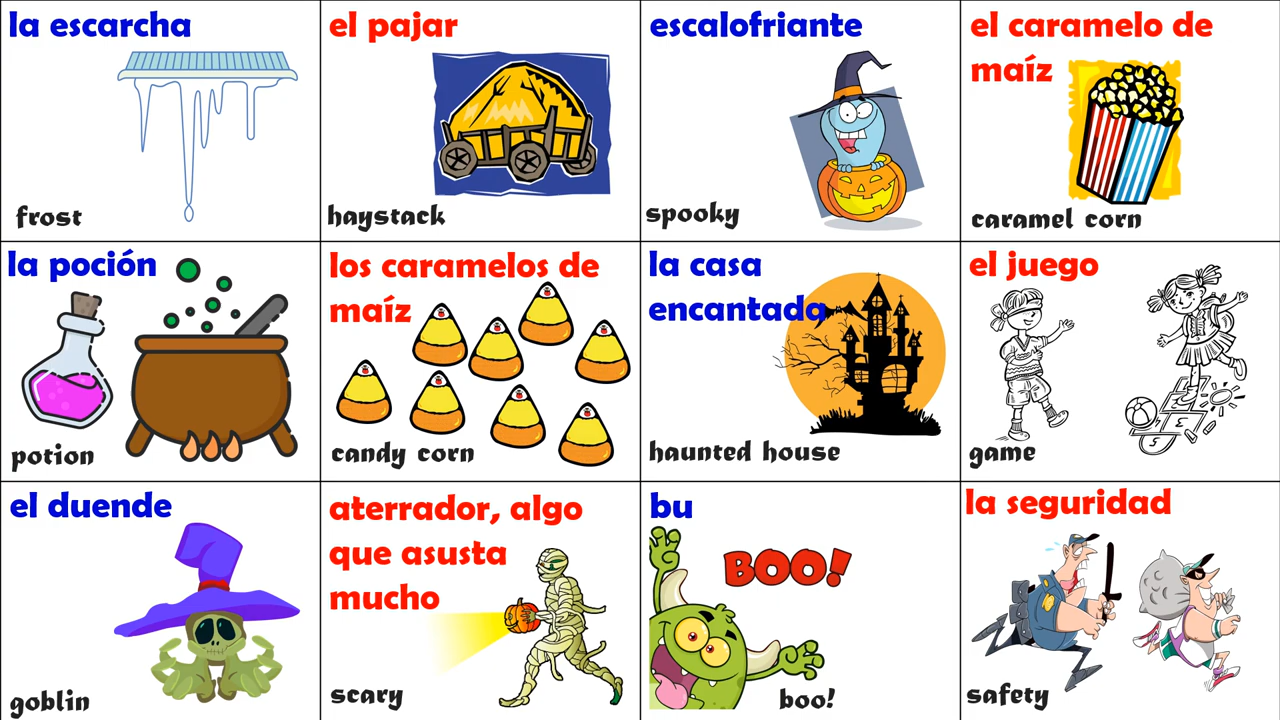 la escarcha
frost
el pajar
haystack
escalofriante
spooky
el caramelo de
maíz
caramel corn
la poción
potion
los caramelos de
maíz
candy corn
la casa
encantada
haunted house
el juego
game
el duende
goblin
aterrador, algo
que asusta
mucho
scary
bu
BOO!
boo!
la seguridad
safety